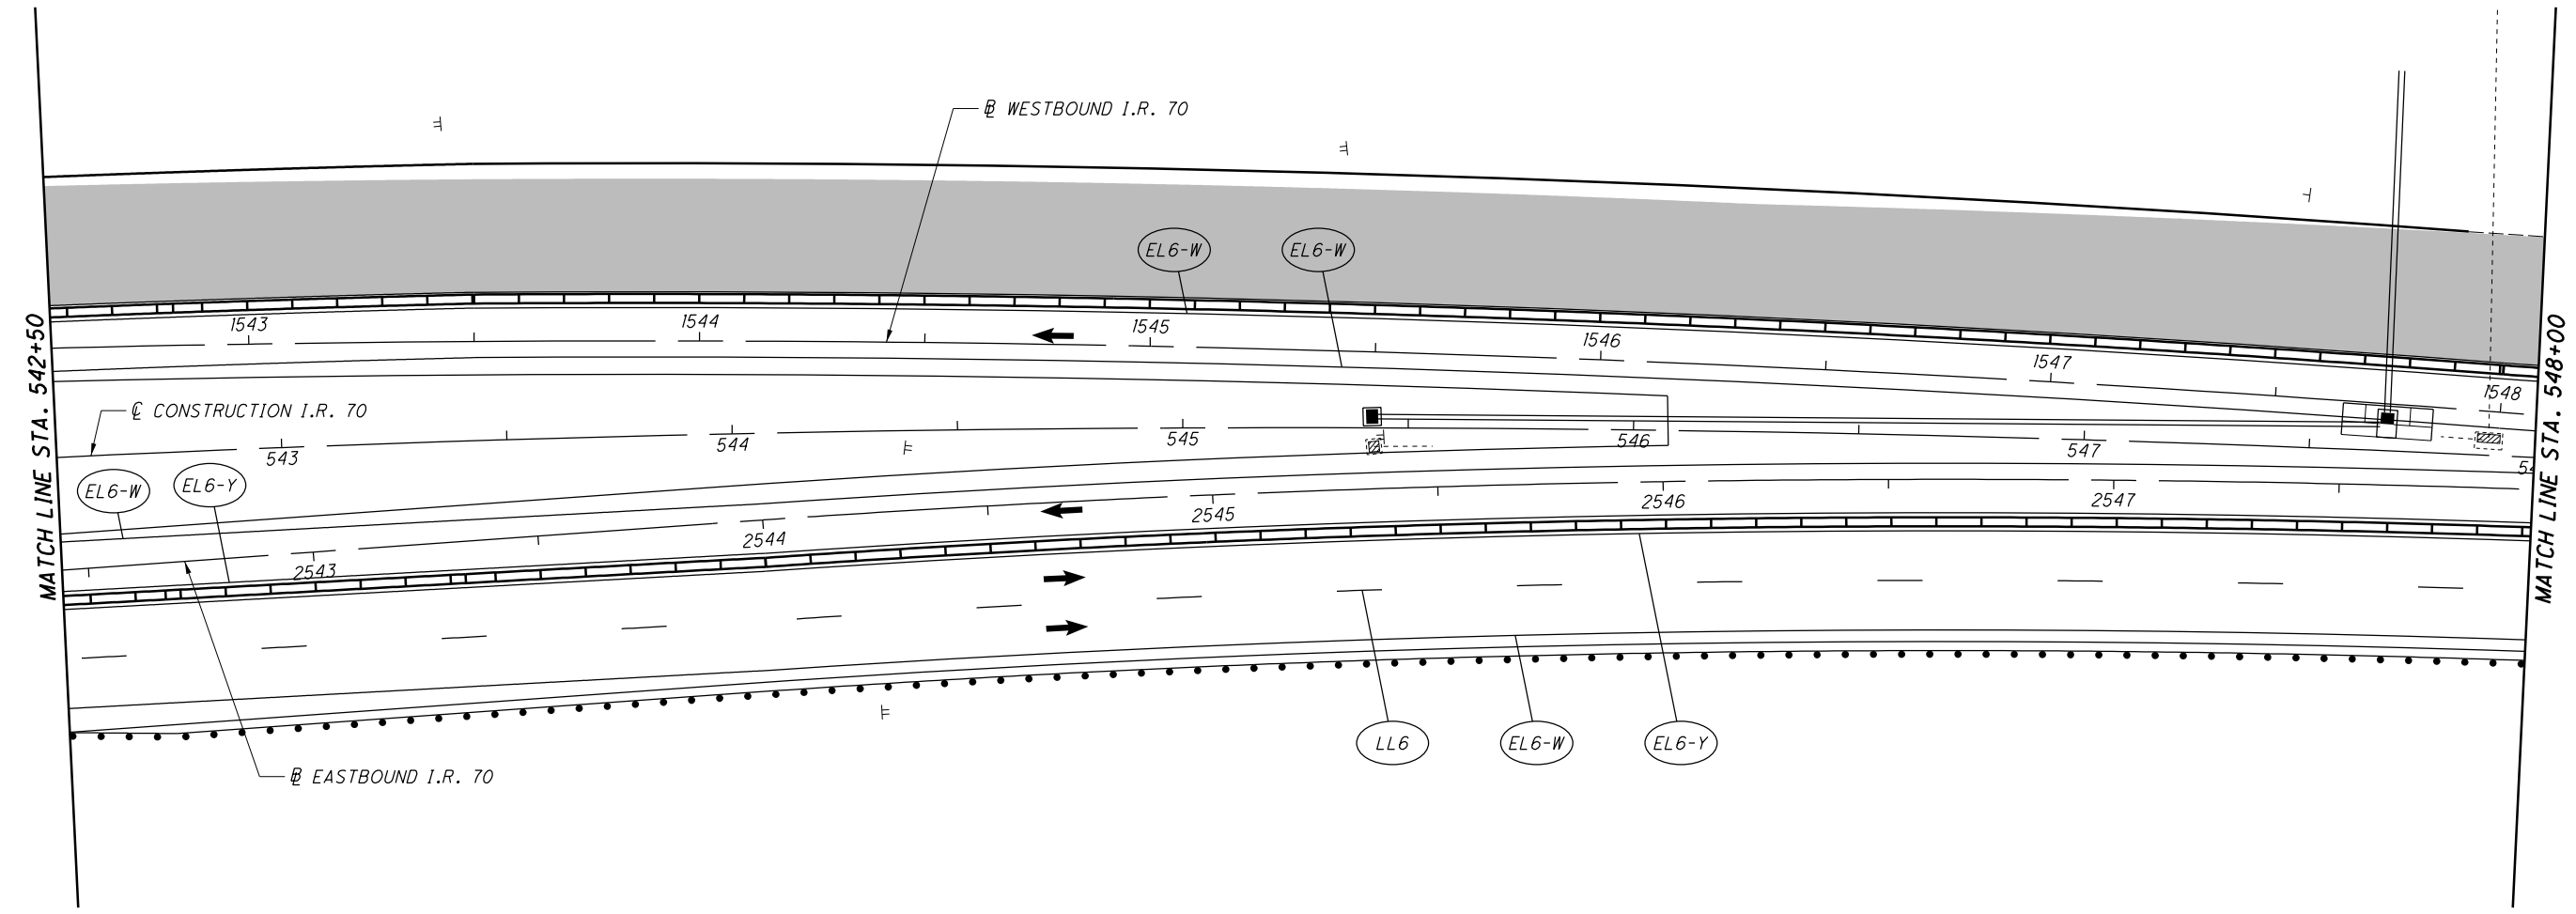 ℄ WESTBOUND I.R. 70
EL6-W
EL6-W
1543
1544
1545
1546
1547
1548
MATCH LINE STA. 542+50
MATCH LINE STA. 548+00
℄ CONSTRUCTION I.R. 70
543
544
545
546
547
EL6-W
EL6-Y
2543
2544
2545
2546
2547
LL6
EL6-W
EL6-Y
℄ EASTBOUND I.R. 70